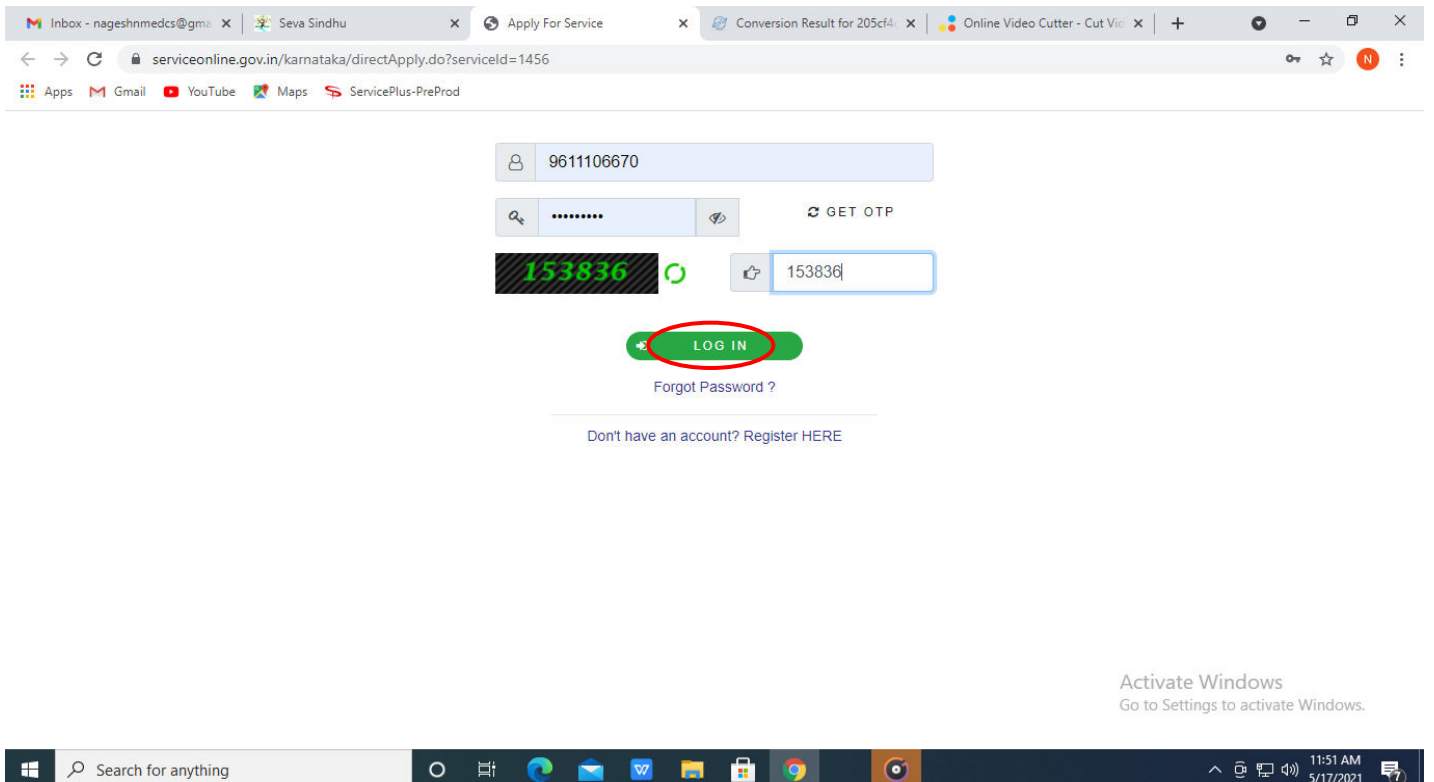 Inbox - nageshnmedcs@gma Seva Sindhu Apply For Service Conversion Result for 205cf4 Online Video Cutter - Cut Vid
serviceonline.gov.in/karnataka/directApply.do?serviceId=1456 N
Apps Gmail YouTube Maps ServicePlus-PreProd
9611106670
••••••••• GET OTP
153836 153836
LOG IN
Forgot Password ?
Don't have an account? Register HERE
Activate Windows
Go to Settings to activate Windows.
Search for anything 11:51 AM
5/17/2021 7